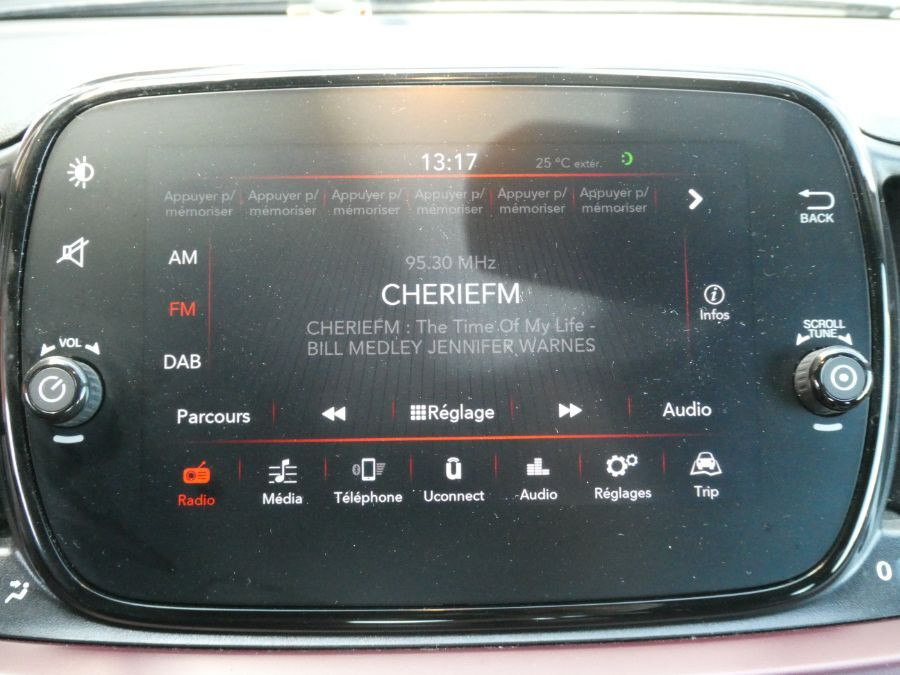 13:17 25 °C extér.
Appuyer p/ mémoriser
Appuyer p/ mémoriser
Appuyer p/ mémoriser
Appuyer p/ mémoriser
Appuyer p/ mémoriser
Appuyer p/ mémoriser
BACK
AM
FM
DAB
95.30 MHz
CHERIEFM
CHERIEFM : The Time Of My Life -
BILL MEDLEY JENNIFER WARNES
Infos
VOL
SCROLL
TUNE
Parcours Réglage Audio
Radio Média Téléphone Uconnect Audio Réglages Trip
0